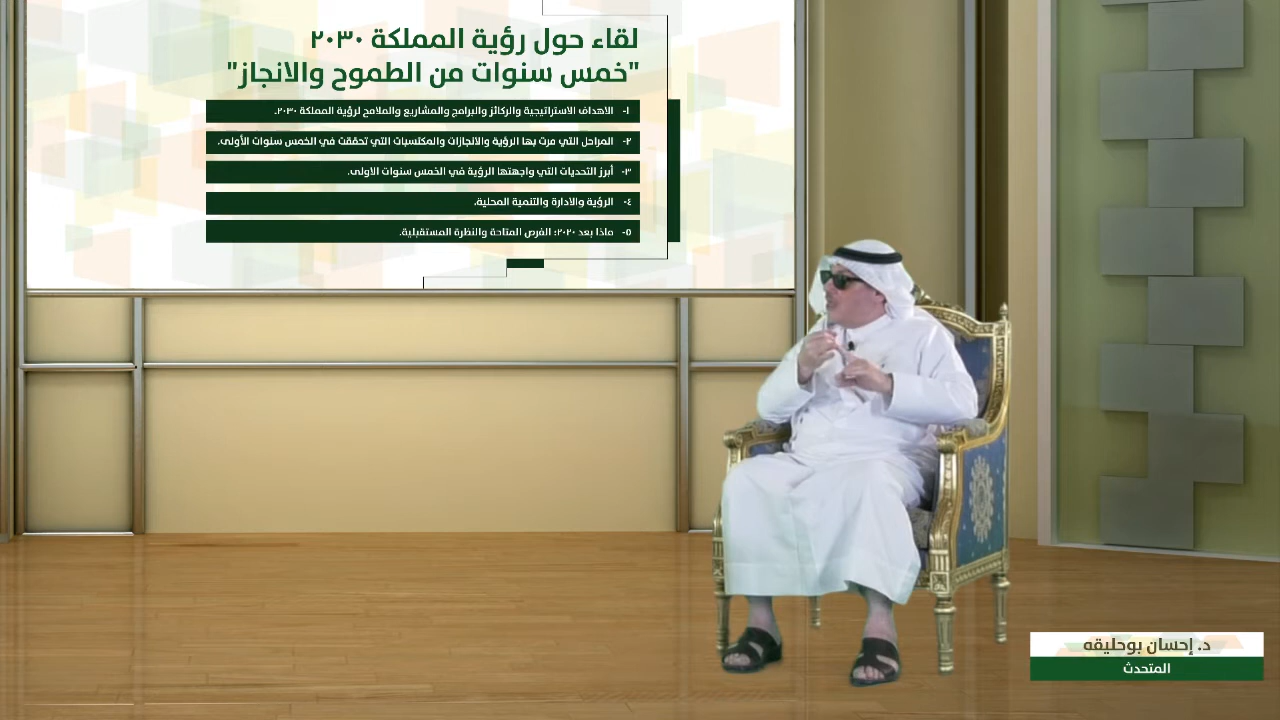 لقاء حول رؤية المملكة ٢٠٣٠
"خمس سنوات من الطموح والانجاز"
١- الاهداف الاستراتيجية والركائز والبرامج والمشاريع والملامح لرؤية المملكة ٢٠٣٠.
٢- المراحل التي مرت بها الرؤية والانجازات والمكتسبات التي تحققت في الخمس سنوات الأولى.
٣- أبرز التحديات التي واجهتها الرؤية في الخمس سنوات الاولى.
٤- الرؤية والادارة والتنمية المحلية.
٥- ماذا بعد ٢٠٢٠: الفرص المتاحة والنظرة المستقبلية.
د. إحسان بوحليقه
المتحدث